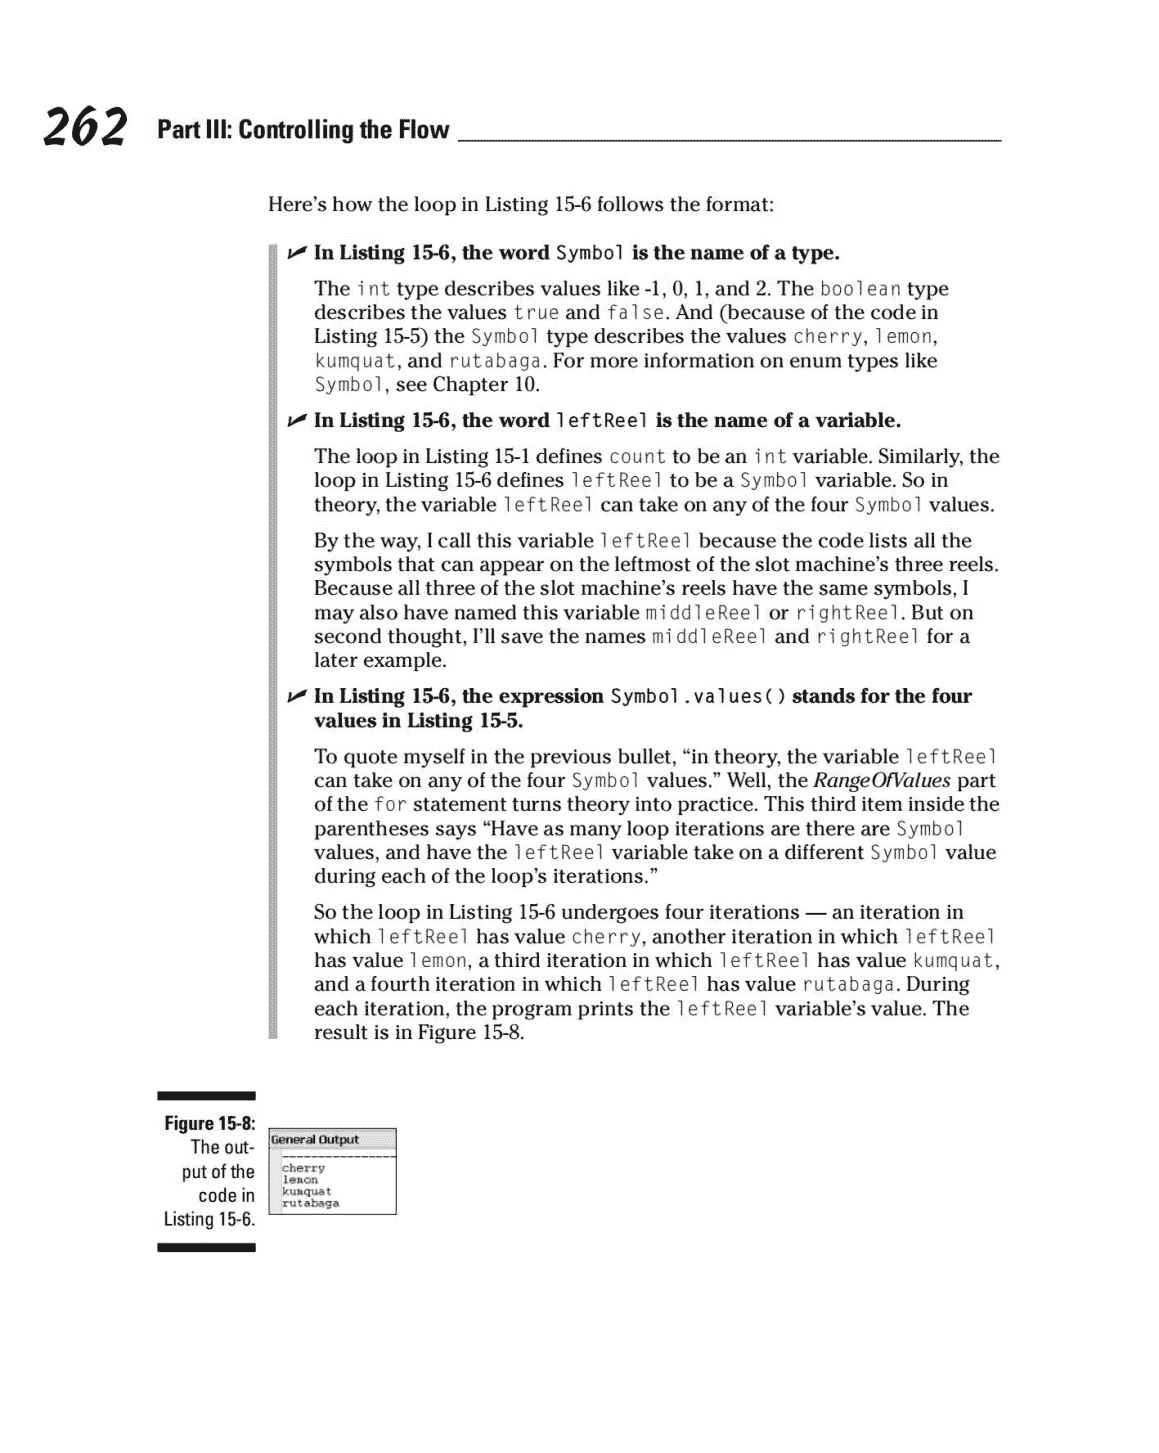 262 Part III: Controlling the Flow
Here’s how the loop in Listing 15-6 follows the format:
In Listing 15-6, the word Symbol is the name of a type.
The int type describes values like -1, 0, 1, and 2. The boolean type
describes the values true and false. And (because of the code in
Listing 15-5) the Symbol type describes the values cherry, lemon,
kumquat, and rutabaga. For more information on enum types like
Symbol, see Chapter 10.
In Listing 15-6, the word leftReel is the name of a variable.
The loop in Listing 15-1 defines count to be an int variable. Similarly, the
loop in Listing 15-6 defines leftReel to be a Symbol variable. So in
theory, the variable leftReel can take on any of the four Symbol values.
By the way, I call this variable leftReel because the code lists all the
symbols that can appear on the leftmost of the slot machine’s three reels.
Because all three of the slot machine’s reels have the same symbols, I
may also have named this variable middleReel or rightReel. But on
second thought, I’ll save the names middleReel and rightReel for a
later example.
In Listing 15-6, the expression Symbol.values() stands for the four
values in Listing 15-5.
To quote myself in the previous bullet, “in theory, the variable leftReel
can take on any of the four Symbol values.” Well, the RangeOfValues part
of the for statement turns theory into practice. This third item inside the
parentheses says “Have as many loop iterations are there are Symbol
values, and have the leftReel variable take on a different Symbol value
during each of the loop’s iterations.”
So the loop in Listing 15-6 undergoes four iterations — an iteration in
which leftReel has value cherry, another iteration in which leftReel
has value lemon, a third iteration in which leftReel has value kumquat,
and a fourth iteration in which leftReel has value rutabaga. During
each iteration, the program prints the leftReel variable’s value. The
result is in Figure 15-8.
Figure 15-8:
The out-
put of the
code in
Listing 15-6.
General Output
cherry
lemon
kumquat
rutabaga